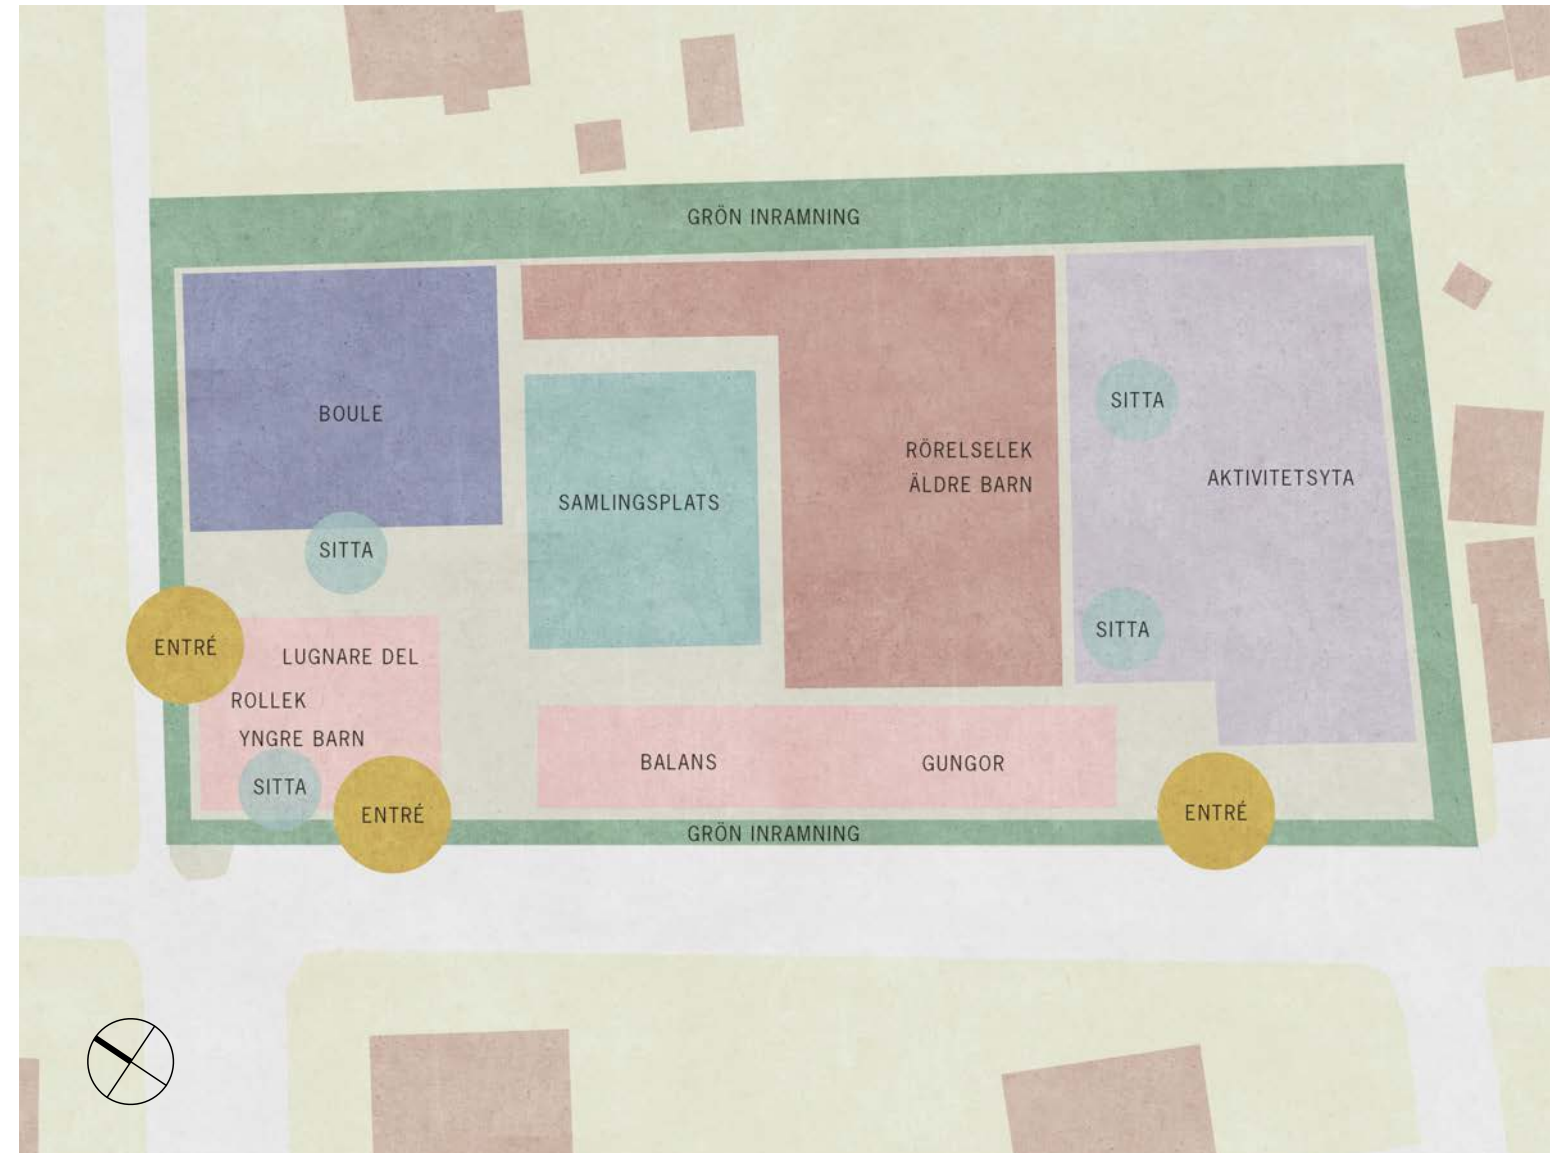 GRÖN INRAMNING
BOULE
SITTA
RÖRELSELEK
ÄLDRE BARN
AKTIVITETSYTA
SAMLINGSPLATS
SITTA
SITTA
ENTRÉ
LUGNARE DEL
ROLLEK
YNGRE BARN
SITTA
ENTRÉ
BALANS
GUNGOR
ENTRÉ
GRÖN INRAMNING